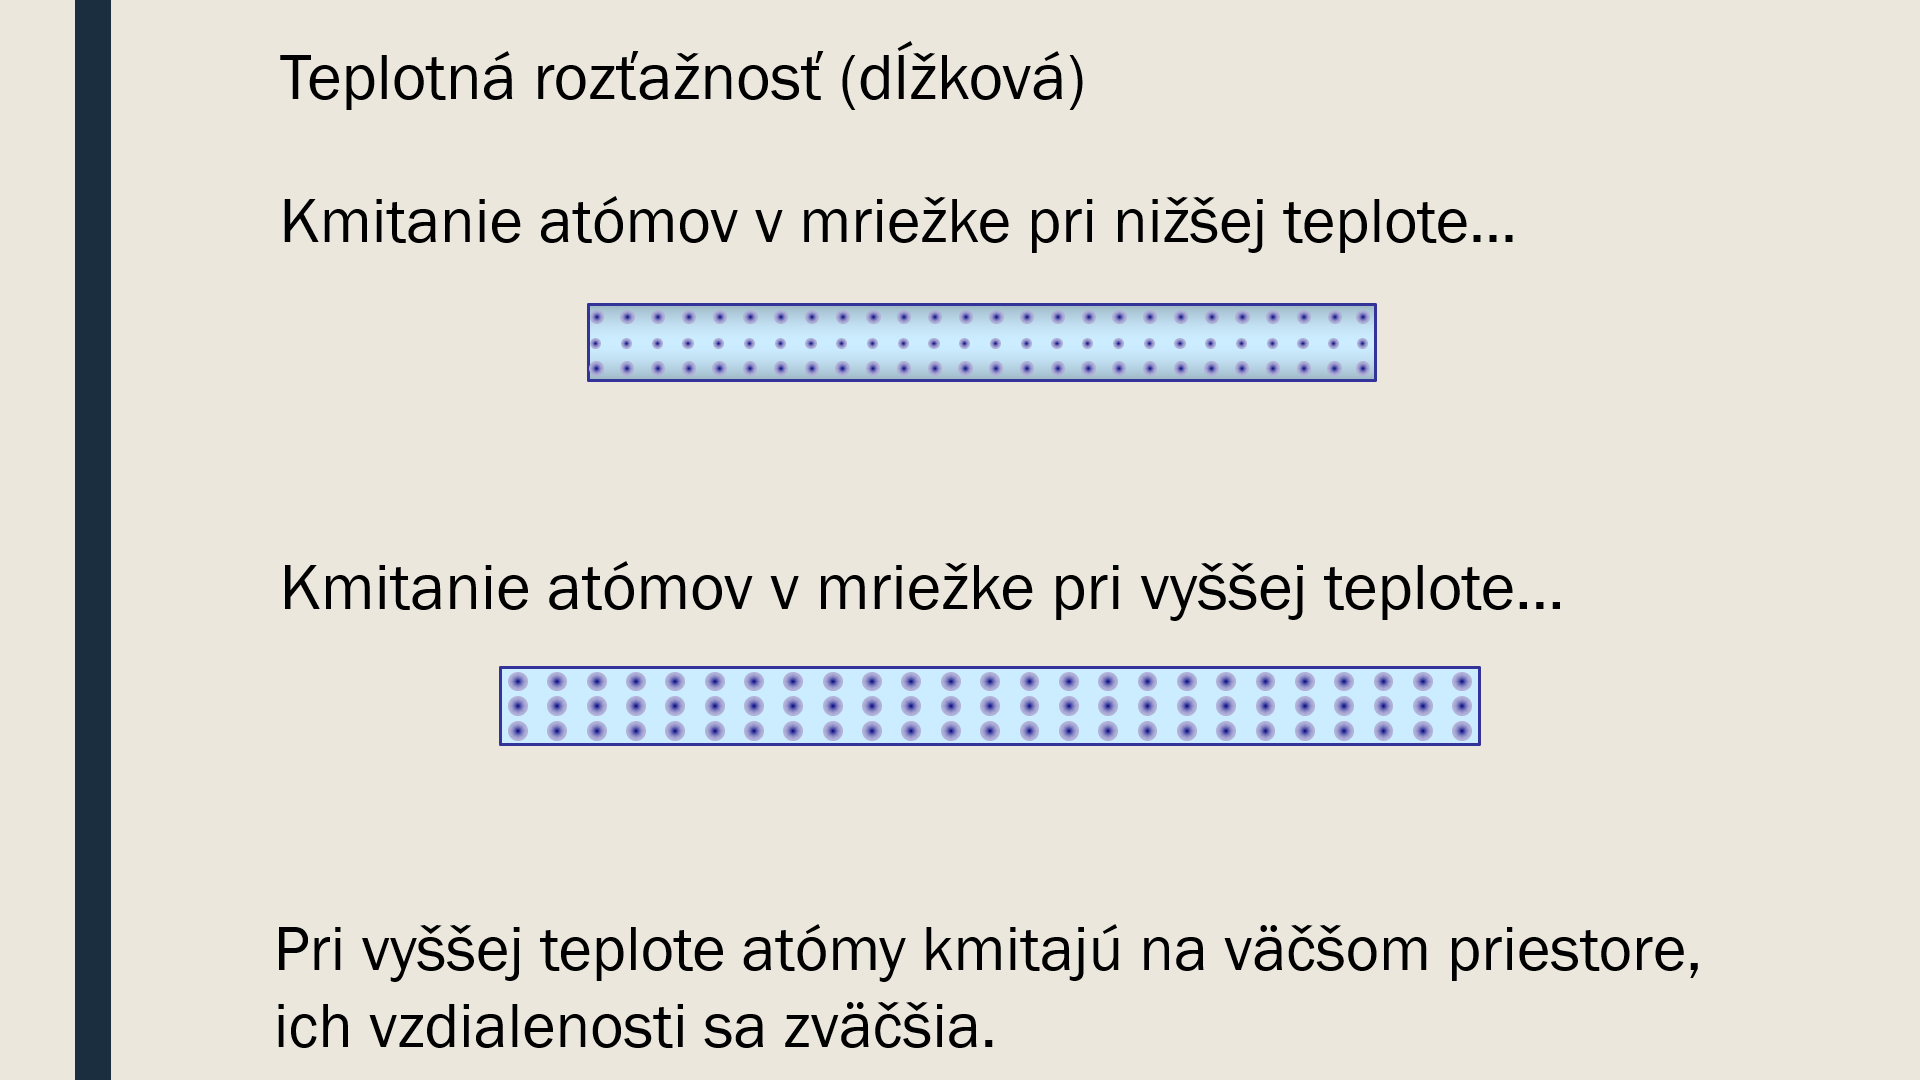 Teplotná rozťažnosť (dĺžková)
Kmitanie atómov v mriežke pri nižšej teplote...
Kmitanie atómov v mriežke pri vyššej teplote...
Pri vyššej teplote atómy kmitajú na väčšom priestore,
ich vzdialenosti sa zväčšia.